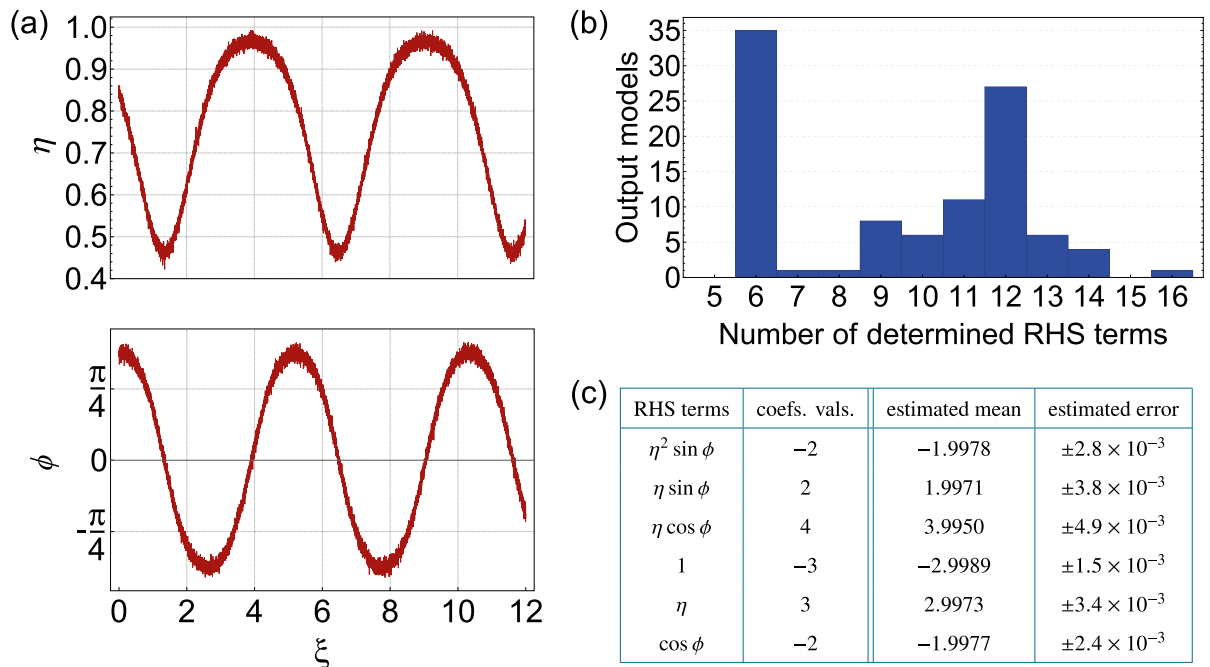 (a)
1.0
0.9
0.8
0.7
0.6
0.5
0.4
η
π/4
0
-π/4
ϕ
0 2 4 6 8 10 12
ξ
(b)
35
30
25
20
15
10
5
0
Output models
5 6 7 8 9 10 11 12 13 14 15 16
Number of determined RHS terms
(c)
RHS terms coefs. vals. estimated mean estimated error
η² sin ϕ −2 −1.9978 ±2.8 × 10⁻³
η sin ϕ 2 1.9971 ±3.8 × 10⁻³
η cos ϕ 4 3.9950 ±4.9 × 10⁻³
1 −3 −2.9989 ±1.5 × 10⁻³
η 3 2.9973 ±3.4 × 10⁻³
cos ϕ −2 −1.9977 ±2.4 × 10⁻³